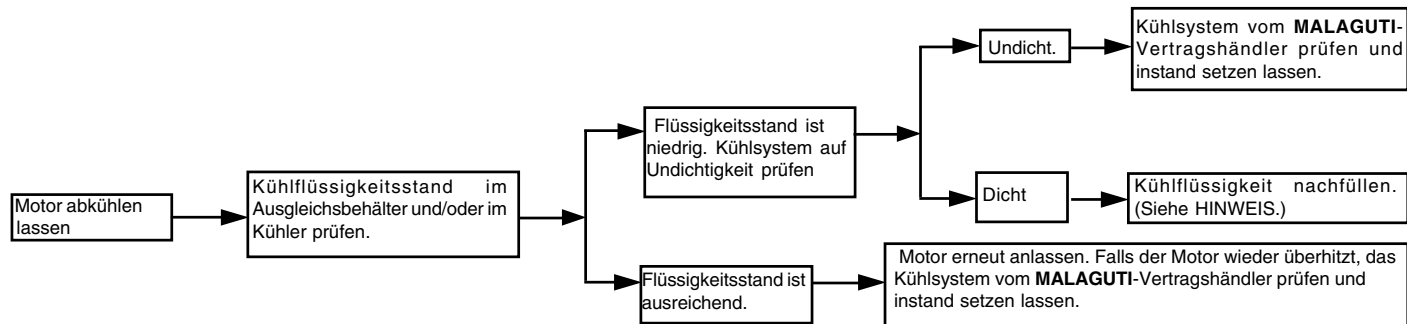 Motor abkühlen
lassen
Kühlflüssigkeitsstand im
Ausgleichsbehälter und/oder im
Kühler prüfen.
Flüssigkeitsstand ist
niedrig. Kühlsystem auf
Undichtigkeit prüfen
Undicht.
Kühlsystem vom MALAGUTI-
Vertragshändler prüfen und
instand setzen lassen.
Dicht
Kühlflüssigkeit nachfüllen.
(Siehe HINWEIS.)
Flüssigkeitsstand ist
ausreichend.
Motor erneut anlassen. Falls der Motor wieder überhitzt, das
Kühlsystem vom MALAGUTI-Vertragshändler prüfen und
instand setzen lassen.